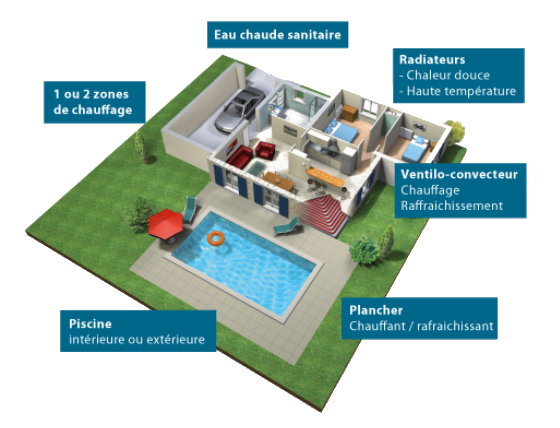 Eau chaude sanitaire
Radiateurs
- Chaleur douce
- Haute température
1 ou 2 zones
de chauffage
Ventilo-convecteur
Chauffage
Raffraichissement
Plancher
Chauffant / rafraichissant
Piscine
intérieure ou extérieure